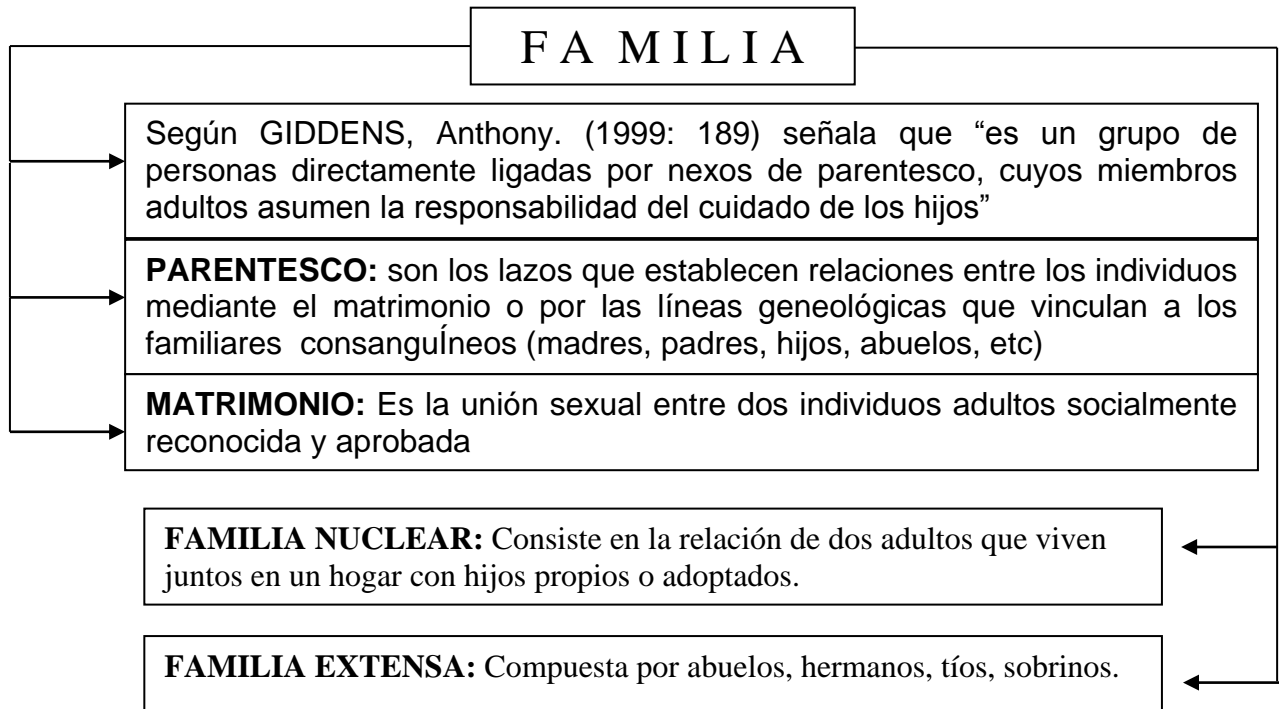 F A M I L I A
Según GIDDENS, Anthony. (1999: 189) señala que “es un grupo de
personas directamente ligadas por nexos de parentesco, cuyos miembros
adultos asumen la responsabilidad del cuidado de los hijos”
PARENTESCO: son los lazos que establecen relaciones entre los individuos
mediante el matrimonio o por las líneas geneológicas que vinculan a los
familiares consanguÍneos (madres, padres, hijos, abuelos, etc)
MATRIMONIO: Es la unión sexual entre dos individuos adultos socialmente
reconocida y aprobada
FAMILIA NUCLEAR: Consiste en la relación de dos adultos que viven
juntos en un hogar con hijos propios o adoptados.
FAMILIA EXTENSA: Compuesta por abuelos, hermanos, tíos, sobrinos.